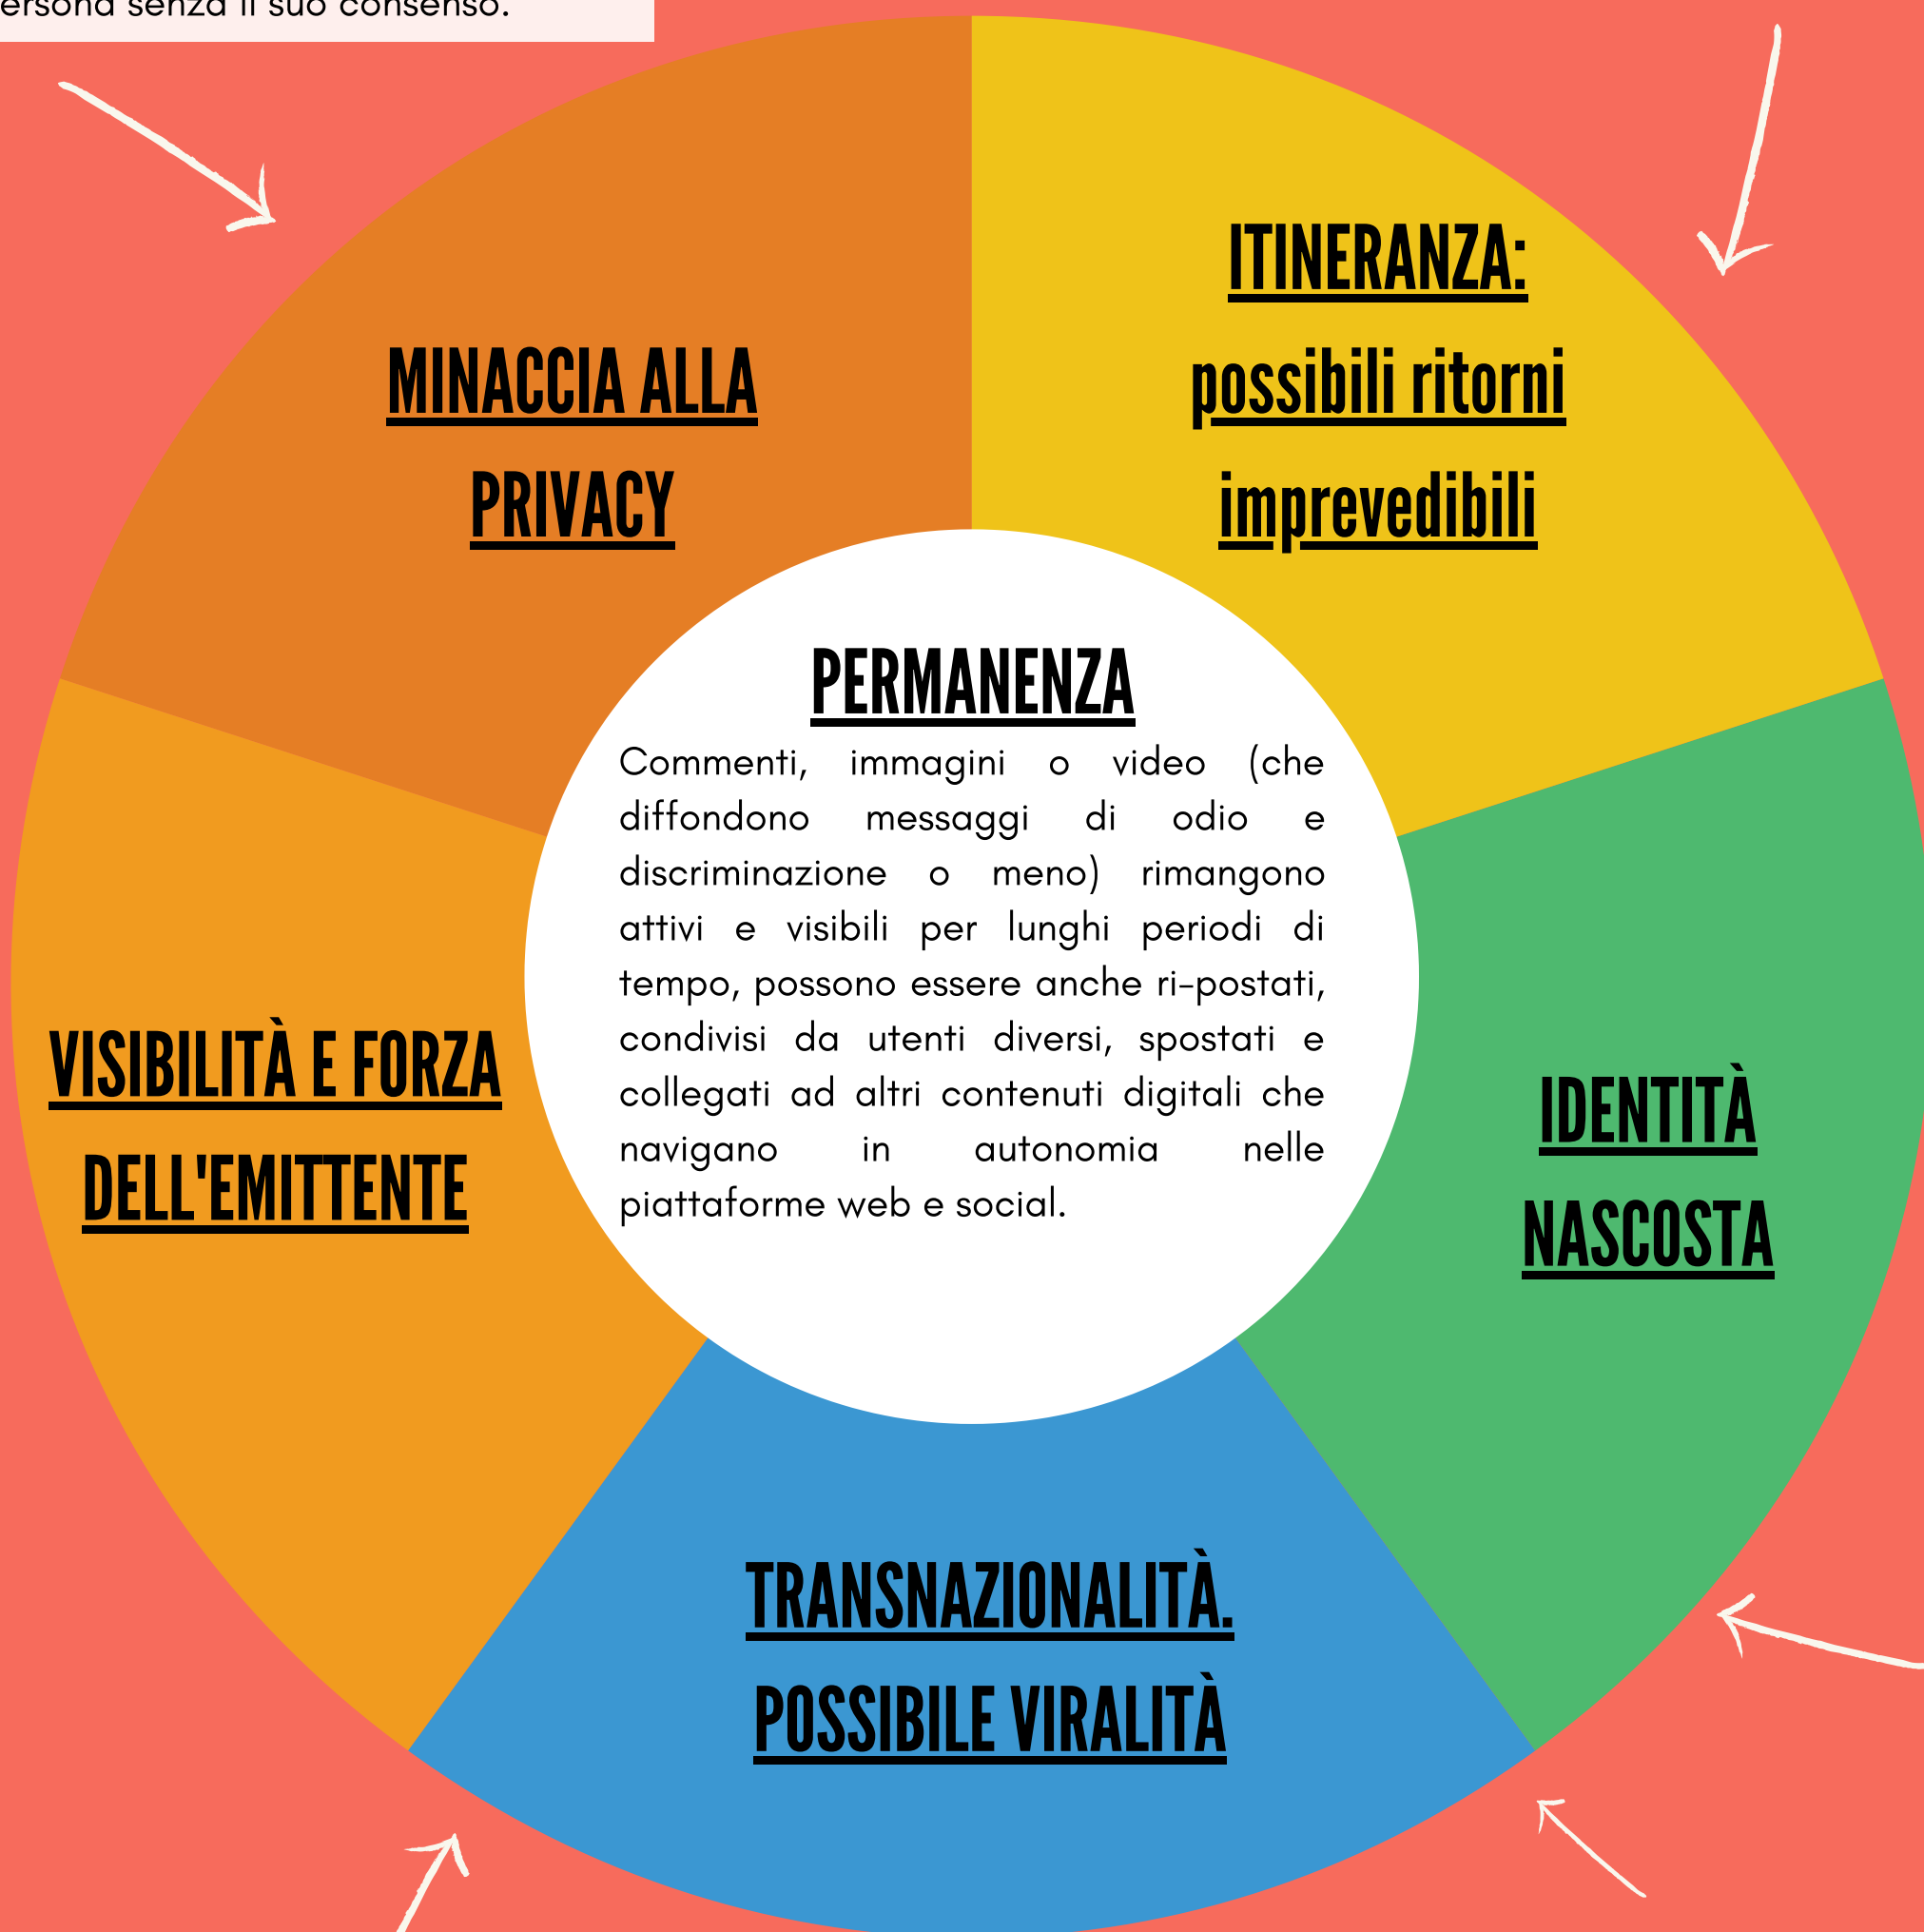 senza il suo consenso.
ITINERANZA:
possibili ritorni
imprevedibili
MINACCIA ALLA
PRIVACY
PERMANENZA
Commenti, immagini o video (che
diffondono messaggi di odio e
discriminazione o meno) rimangono
attivi e visibili per lunghi periodi di
tempo, possono essere anche ri-postati,
condivisi da utenti diversi, spostati e
collegati ad altri contenuti digitali che
navigano in autonomia nelle
piattaforme web e social.
VISIBILITÀ E FORZA
DELL'EMITTENTE
IDENTITÀ
NASCOSTA
TRANSNAZIONALITÀ.
POSSIBILE VIRALITÀ